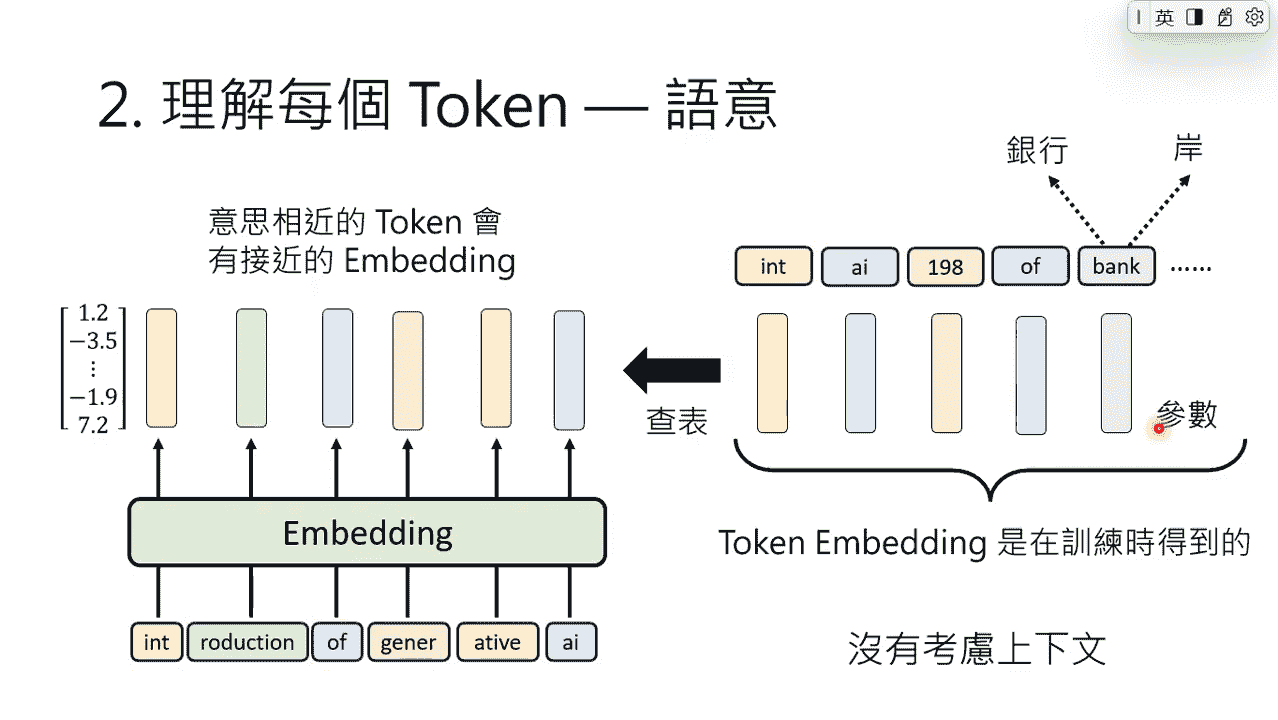 英
2. 理解每個 Token — 語意
銀行
岸
意思相近的 Token 會
有接近的 Embedding
int
ai
198
of
bank
……
1.2
−3.5
⋮
−1.9
7.2
查表
參數
Embedding
Token Embedding 是在訓練時得到的
int
roduction
of
gener
ative
ai
沒有考慮上下文